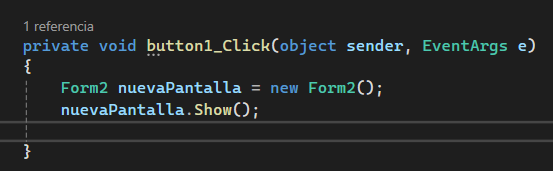 1 referencia
private void button1_Click(object sender, EventArgs e)
{
Form2 nuevaPantalla = new Form2();
nuevaPantalla.Show();
}